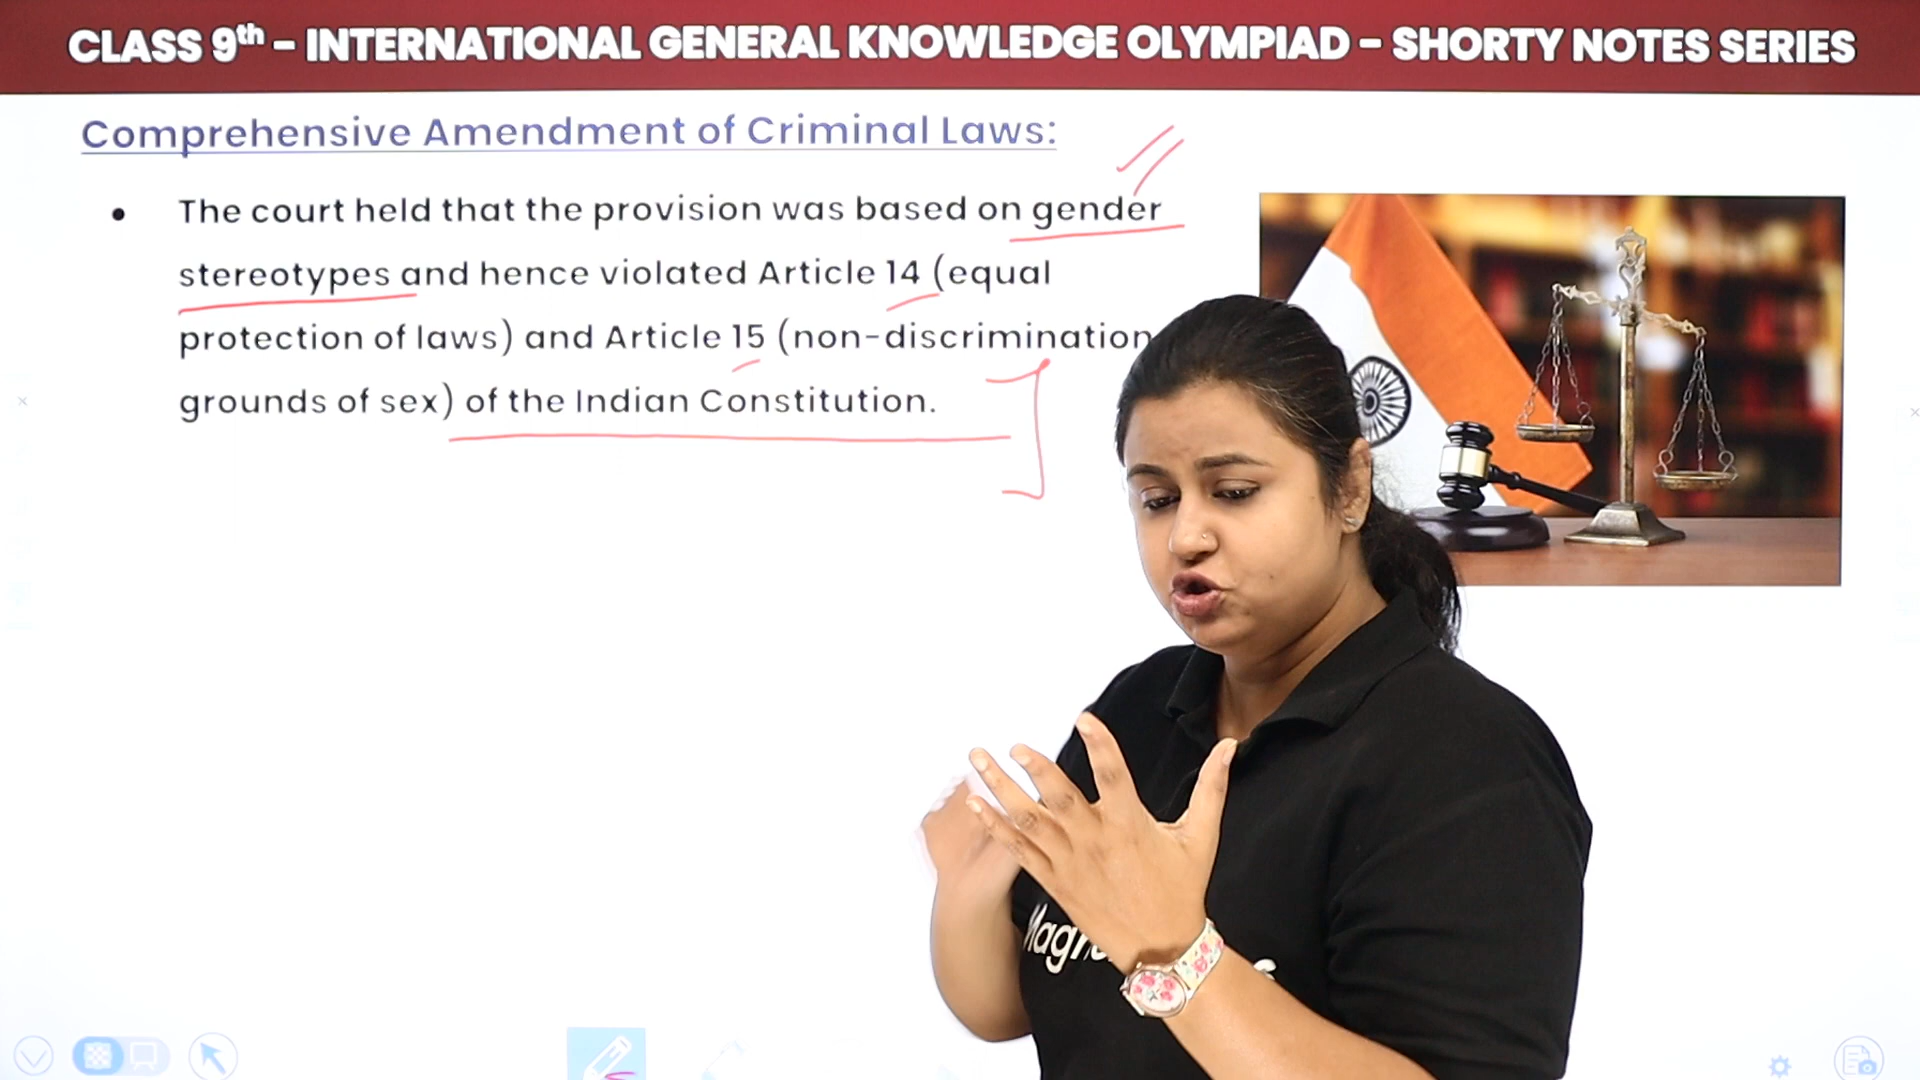 CLASS 9th - INTERNATIONAL GENERAL KNOWLEDGE OLYMPIAD - SHORTY NOTES SERIES
Comprehensive Amendment of Criminal Laws:
• The court held that the provision was based on gender
stereotypes and hence violated Article 14 (equal
protection of laws) and Article 15 (non-discrimination
grounds of sex) of the Indian Constitution.